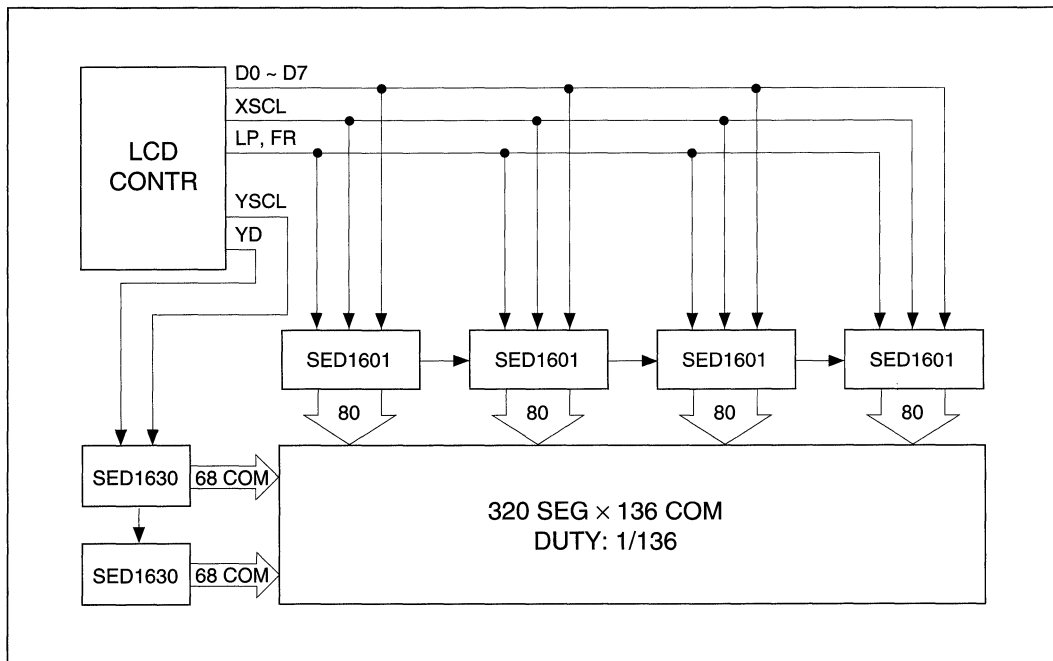 D0 ~ D7
XSCL
LP, FR
LCD
CONTR
YSCL
YD
SED1601
SED1601
SED1601
SED1601
80
80
80
80
SED1630
68 COM
320 SEG × 136 COM
DUTY: 1/136
SED1630
68 COM